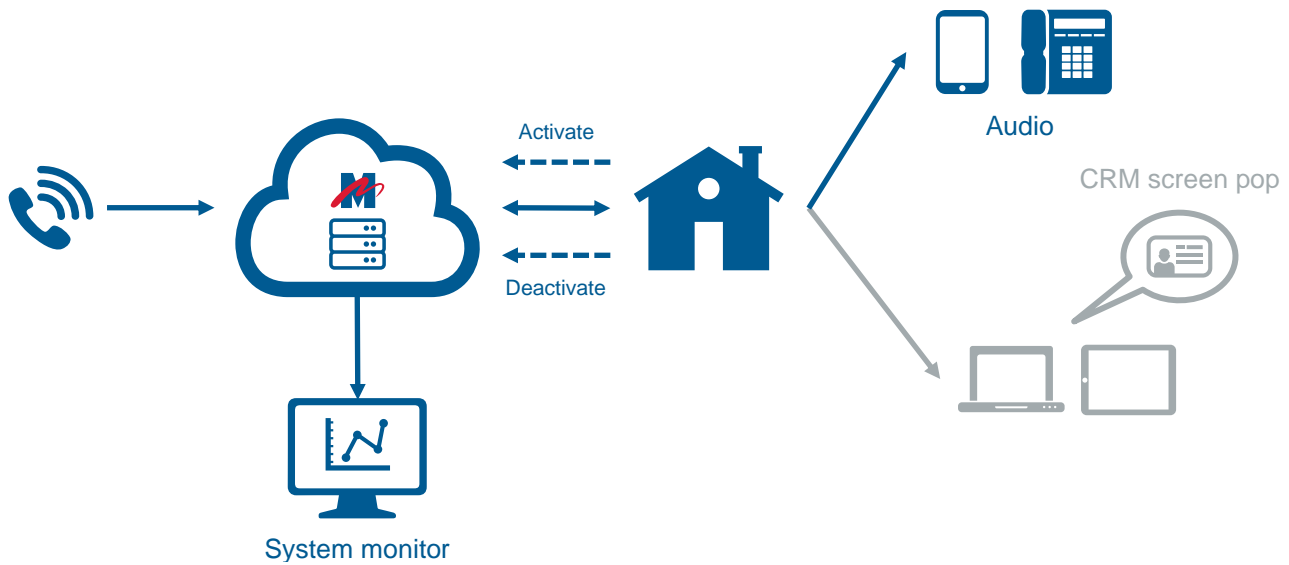 Activate
Audio
CRM screen pop
M
Deactivate
System monitor